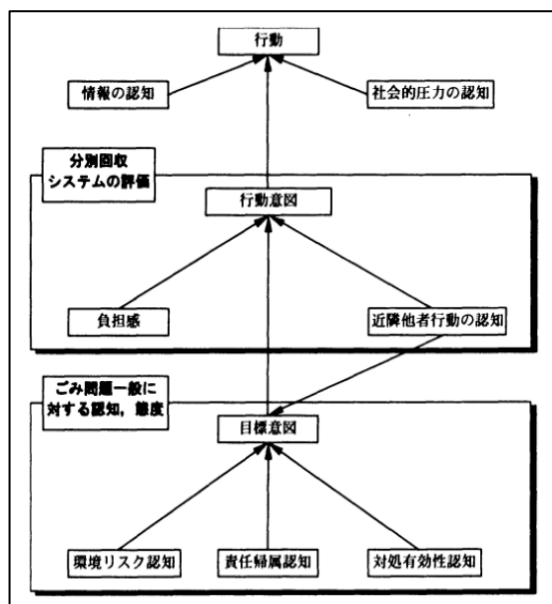 行動
情報の認知
社会的圧力の認知
分別回収
システムの評価
行動意図
負担感
近隣他者行動の認知
ごみ問題一般に
対する認知，態度
目標意図
環境リスク認知
責任帰属認知
対処有効性認知